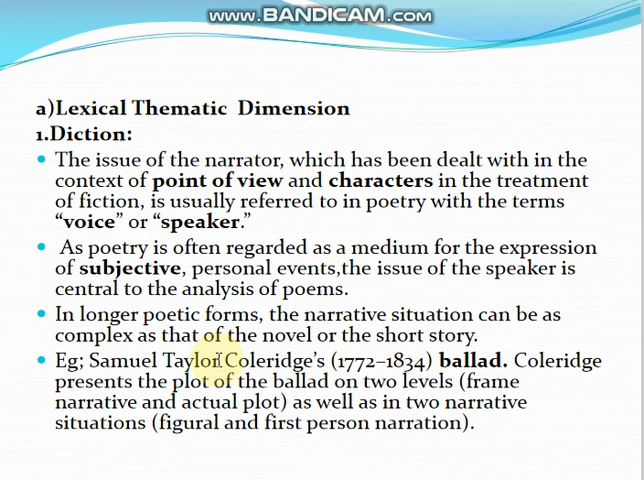 www.BANDICAM.com
a)Lexical Thematic Dimension
1.Diction:
• The issue of the narrator, which has been dealt with in the
context of point of view and characters in the treatment
of fiction, is usually referred to in poetry with the terms
“voice” or “speaker.”
• As poetry is often regarded as a medium for the expression
of subjective, personal events,the issue of the speaker is
central to the analysis of poems.
• In longer poetic forms, the narrative situation can be as
complex as that of the novel or the short story.
• Eg; Samuel Taylor Coleridge’s (1772–1834) ballad. Coleridge
presents the plot of the ballad on two levels (frame
narrative and actual plot) as well as in two narrative
situations (figural and first person narration).